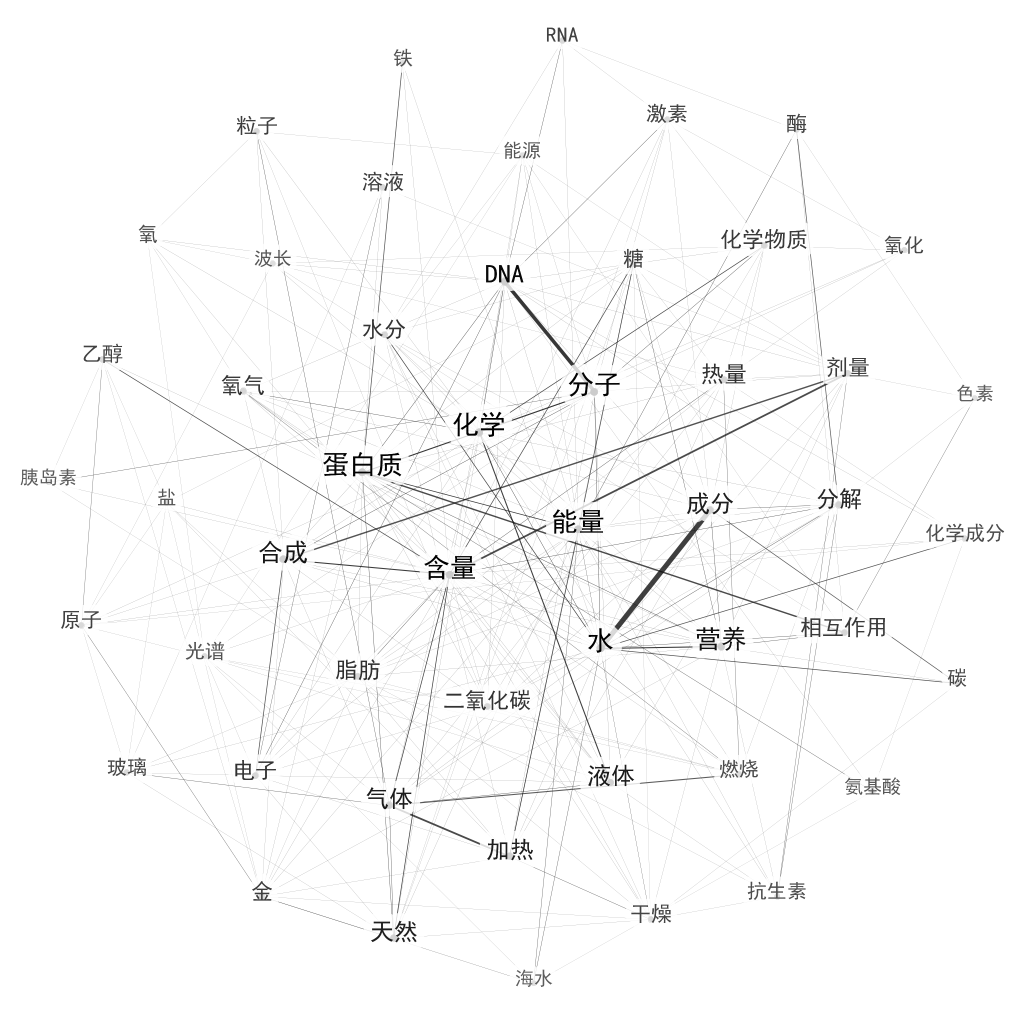 RNA
铁
激素
酶
粒子
能源
溶液
氧
化学物质
氧化
波长
糖
DNA
水分
乙醇
氧气
分子
热量
剂量
色素
化学
蛋白质
胰岛素
盐
成分
分解
能量
化学成分
合成
含量
原子
水
营养
相互作用
光谱
脂肪
二氧化碳
碳
玻璃
电子
液体
燃烧
气体
氨基酸
加热
金
抗生素
天然
干燥
海水